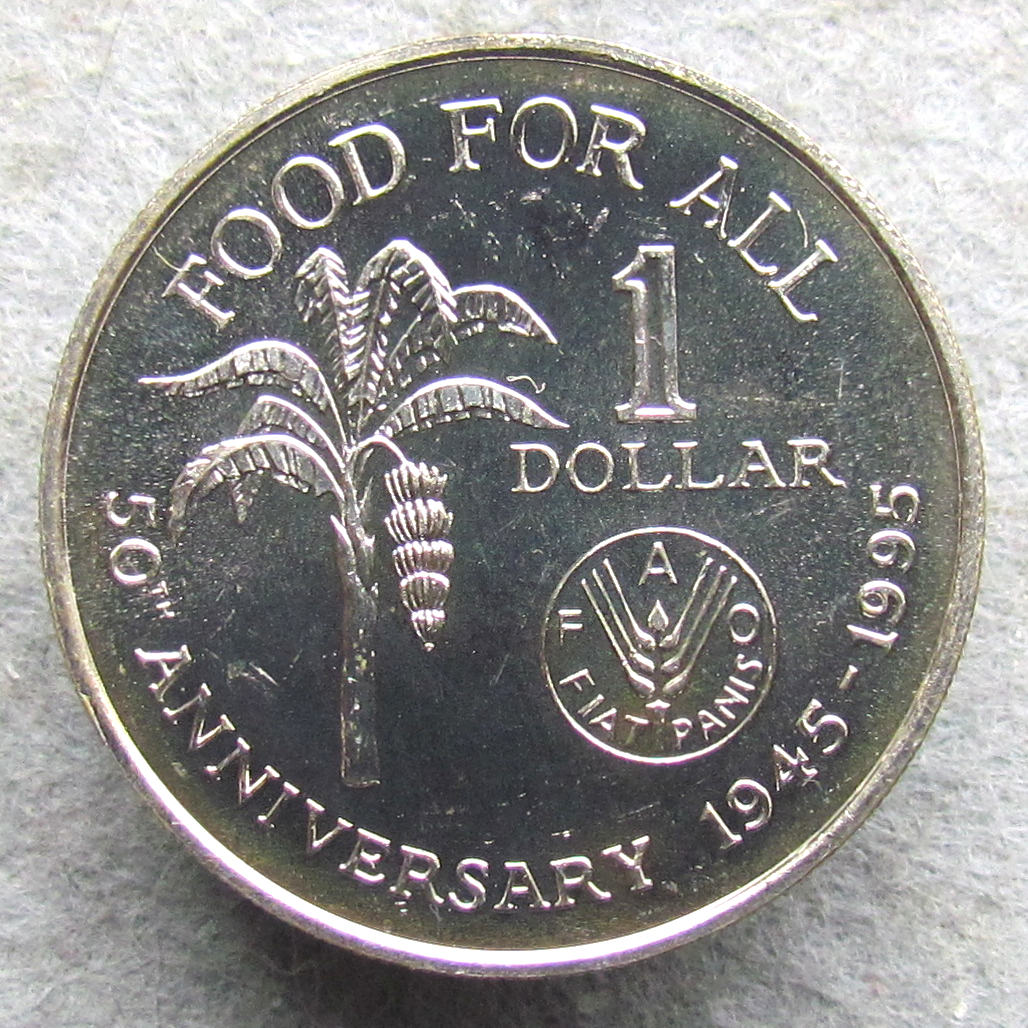 FOOD FOR ALL
1
DOLLAR
F A O
FIAT PANIS
50TH ANNIVERSARY 1945-1995